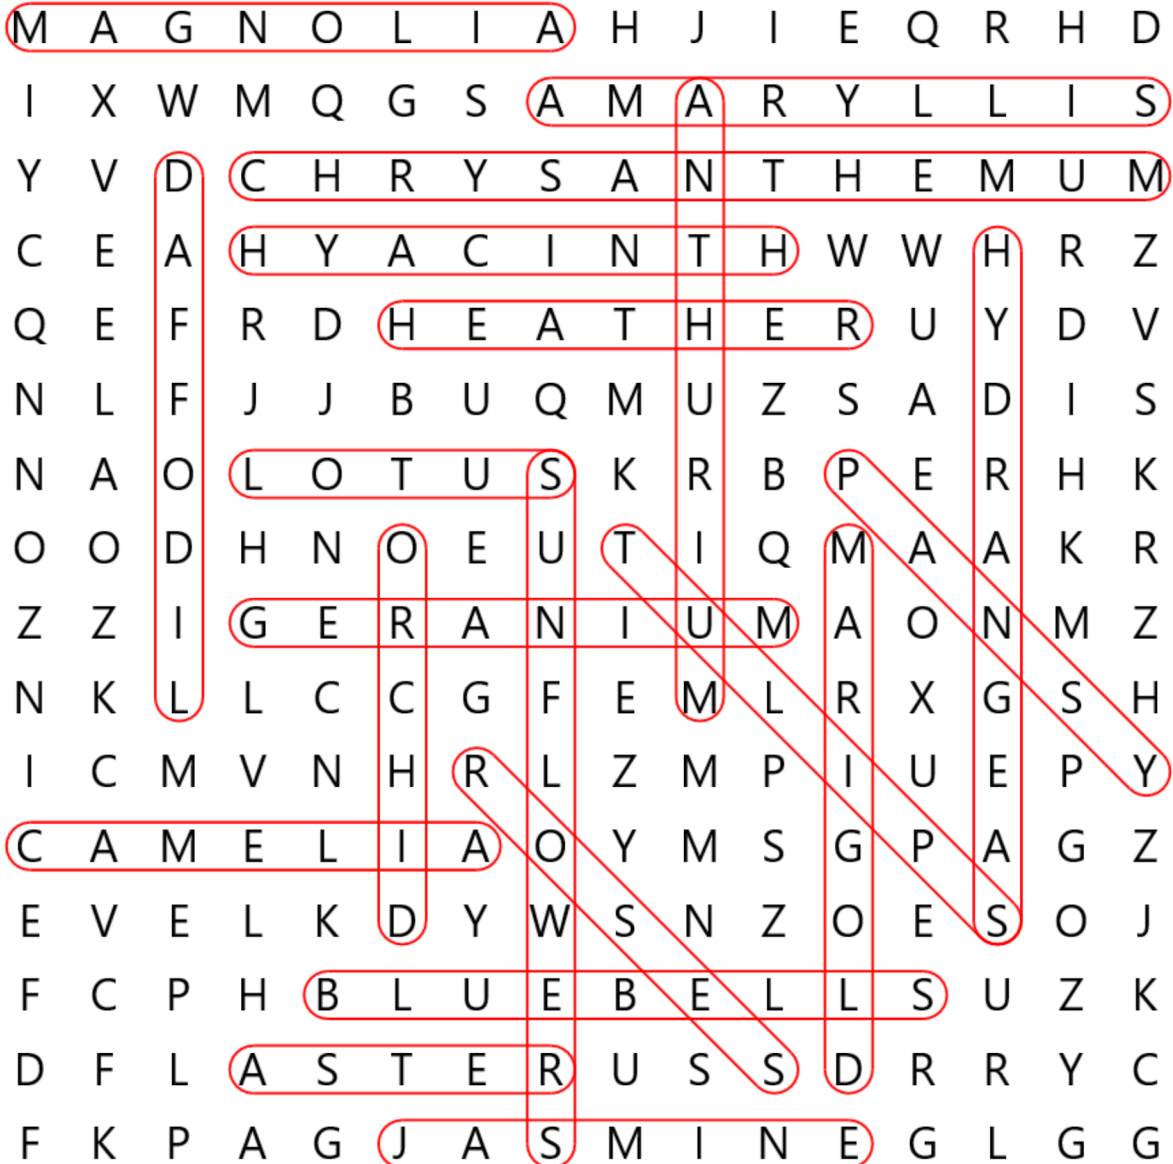 M A G N O L I A H J I E Q R H D
I X W M Q G S A M A R Y L L I S
Y V D C H R Y S A N T H E M U M
C E A H Y A C I N T H W W H R Z
Q E F R D H E A T H E R U Y D V
N L F J J B U Q M U Z S A D I S
N A O L O T U S K R B P E R H K
O O D H N O E U T I Q M A A K R
Z Z I G E R A N I U M A O N M Z
N K L L C C G F E M L R X G S H
I C M V N H R L Z M P I U E P Y
C A M E L I A O Y M S G P A G Z
E V E L K D Y W S N Z O E S O J
F C P H B L U E B E L L S U Z K
D F L A S T E R U S S D R R Y C
F K P A G J A S M I N E G L G G